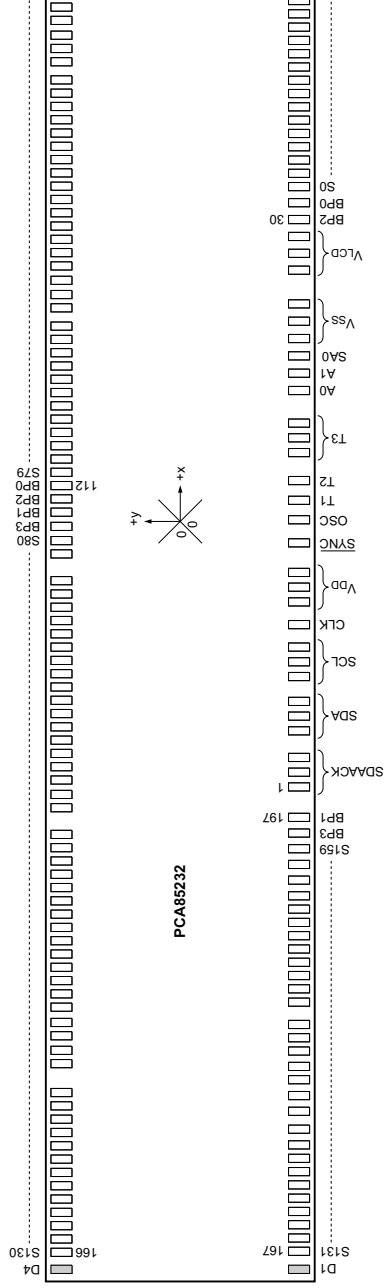 S79
BP0
BP2
BP1
BP3
S80
112
S130
166
D4
+y
+x
0
0
PCA85232
S0
BP0
BP2
30
VLCD
VSS
SA0
A1
A0
T3
T2
T1
OSC
SYNC
VDD
CLK
SCL
SDA
SDAACK
1
197
BP1
BP3
S159
167
S131
D1